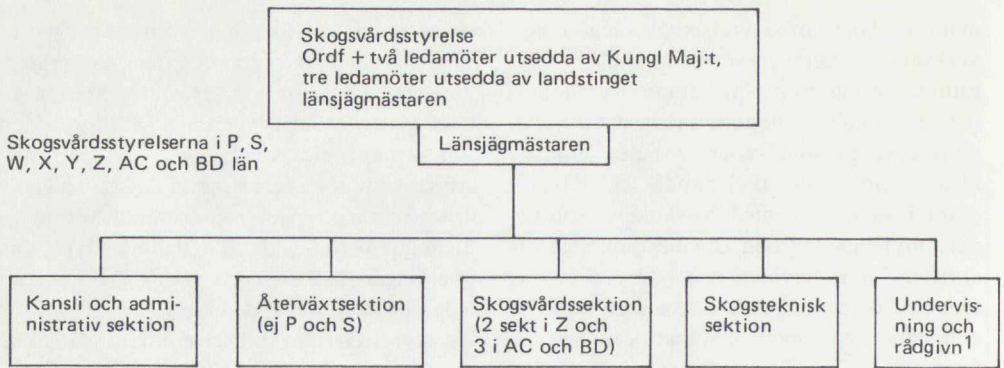 Skogsvårdsstyrelse
Ordf + två ledamöter utsedda av Kungl Maj:t,
tre ledamöter utsedda av landstinget
länsjägmästaren
Skogsvårdsstyrelserna i P, S,
W, X, Y, Z, AC och BD län
Länsjägmästaren
Kansli och admi-
nistrativ sektion
Återväxtsektion
(ej P och S)
Skogsvårdssektion
(2 sekt i Z och
3 i AC och BD)
Skogsteknisk
sektion
Undervis-
ning och
rådgivn¹